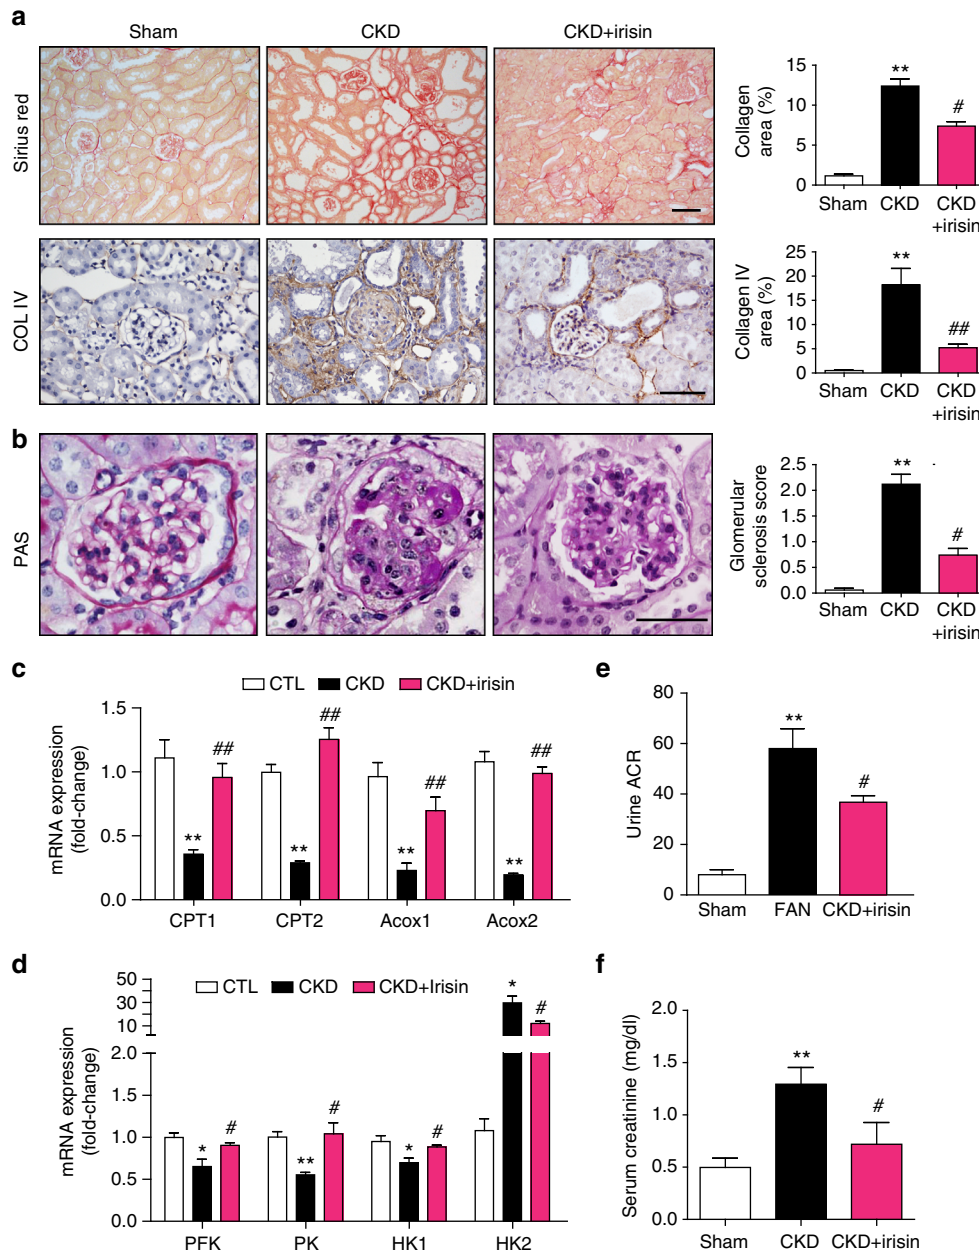 a
Sham CKD CKD+irisin
Sirius red
Collagen
area (%)
15
10
5
0
**
#
Sham CKD CKD
+irisin
COL IV
Collagen IV
area (%)
25
20
15
10
5
0
**
##
Sham CKD CKD
+irisin
b
PAS
Glomerular
sclerosis score
2.5
2.0
1.5
1.0
0.5
0.0
**
#
Sham CKD CKD
+irisin
c
CTL CKD CKD+irisin
mRNA expression
(fold-change)
1.5
1.0
0.5
0.0
** ## ** ## ** ## ** ##
CPT1 CPT2 Acox1 Acox2
e
Urine ACR
80
60
40
20
0
**
#
Sham FAN CKD+irisin
d
CTL CKD CKD+Irisin
mRNA expression
(fold-change)
50
30
10
2.0
1.0
0.5
0.0
* # ** # * # * #
PFK PK HK1 HK2
f
Serum creatinine (mg/dl)
2.0
1.5
1.0
0.5
0
**
#
Sham CKD CKD+irisin